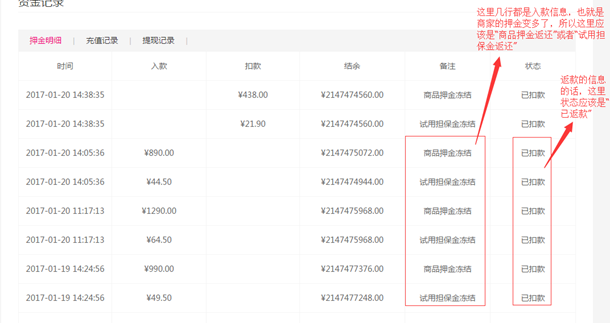 资金记录
这里几行都是入款信息，也就是
商家的押金变多了，所以这里应
该是"商品押金返还"或者"试用担
保金返还"
押金明细 | 充值记录 | 提现记录 |
返款的信息
的话，这里
状态应该是"
已返款"
时间 入款 扣款 结余 备注 状态
2017-01-20 14:38:35 ¥438.00 ¥2147474560.00 商品押金冻结 已扣款
2017-01-20 14:38:35 ¥21.90 ¥2147474560.00 试用担保金冻结 已扣款
2017-01-20 14:05:36 ¥890.00 ¥2147475072.00 商品押金冻结 已扣款
2017-01-20 14:05:36 ¥44.50 ¥2147474944.00 试用担保金冻结 已扣款
2017-01-20 11:17:13 ¥1290.00 ¥2147475968.00 商品押金冻结 已扣款
2017-01-20 11:17:13 ¥64.50 ¥2147475968.00 试用担保金冻结 已扣款
2017-01-19 14:24:56 ¥990.00 ¥2147477376.00 商品押金冻结 已扣款
2017-01-19 14:24:56 ¥49.50 ¥2147477248.00 试用担保金冻结 已扣款